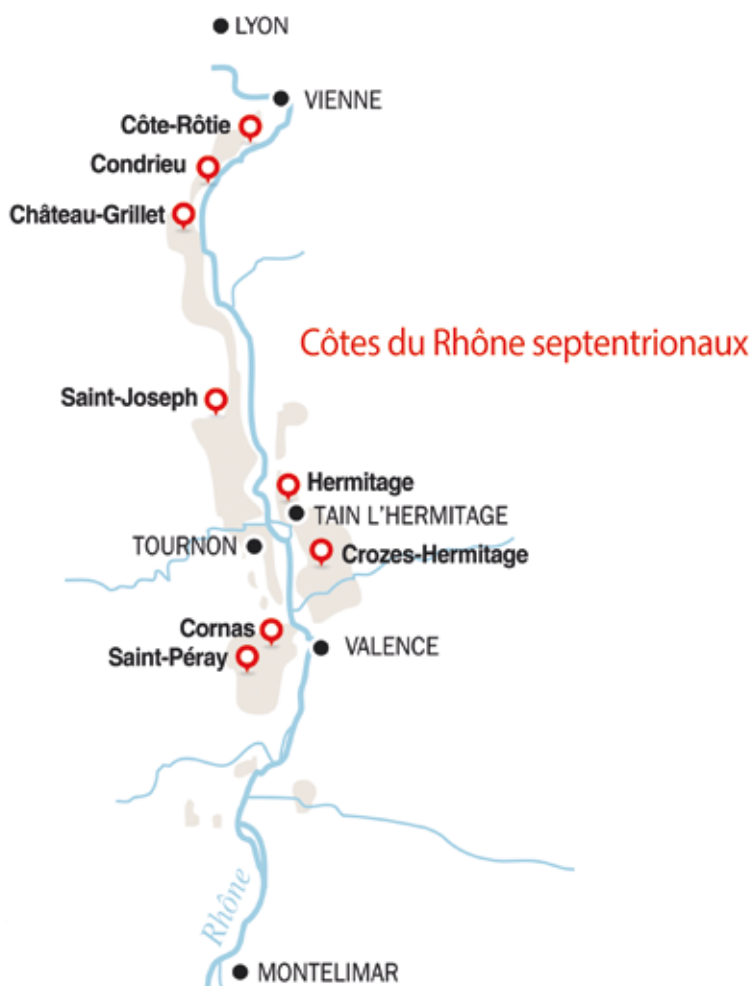 LYON
VIENNE
Côte-Rôtie
Condrieu
Château-Grillet
Côtes du Rhône septentrionaux
Saint-Joseph
Hermitage
TAIN L'HERMITAGE
TOURNON
Crozes-Hermitage
Cornas
VALENCE
Saint-Péray
Rhône
MONTELIMAR